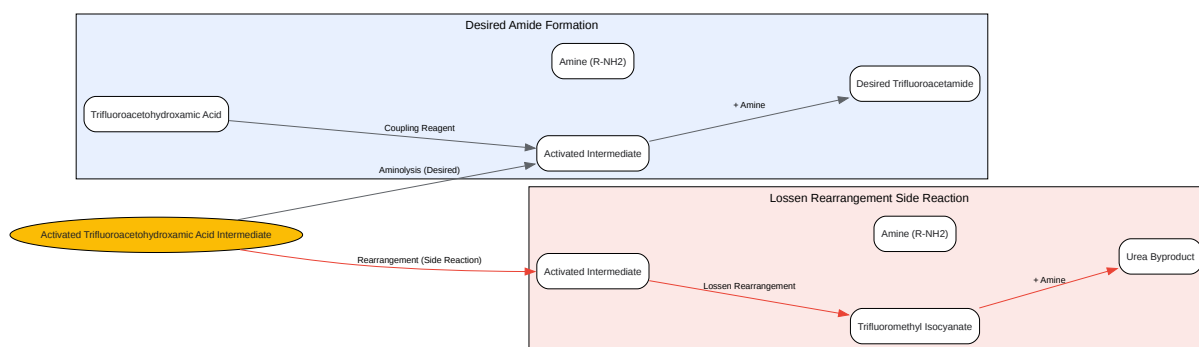 Desired Amide Formation
Amine (R-NH2)
Desired Trifluoroacetamide
Trifluoroacetohydroxamic Acid
+ Amine
Coupling Reagent
Activated Intermediate
Aminolysis (Desired)
Lossen Rearrangement Side Reaction
Activated Trifluoroacetohydroxamic Acid Intermediate
Amine (R-NH2)
Rearrangement (Side Reaction)
Activated Intermediate
Urea Byproduct
Lossen Rearrangement
+ Amine
Trifluoromethyl Isocyanate